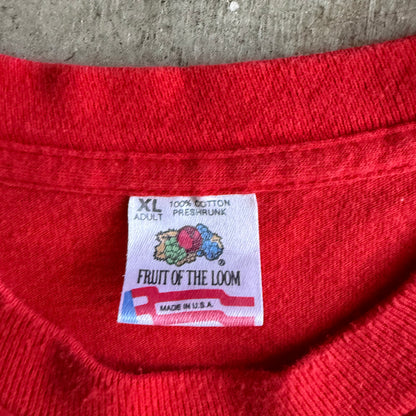 XL 100% COTTON
ADULT PRESHRUNK
®
FRUIT OF THE LOOM
MADE IN U.S.A.